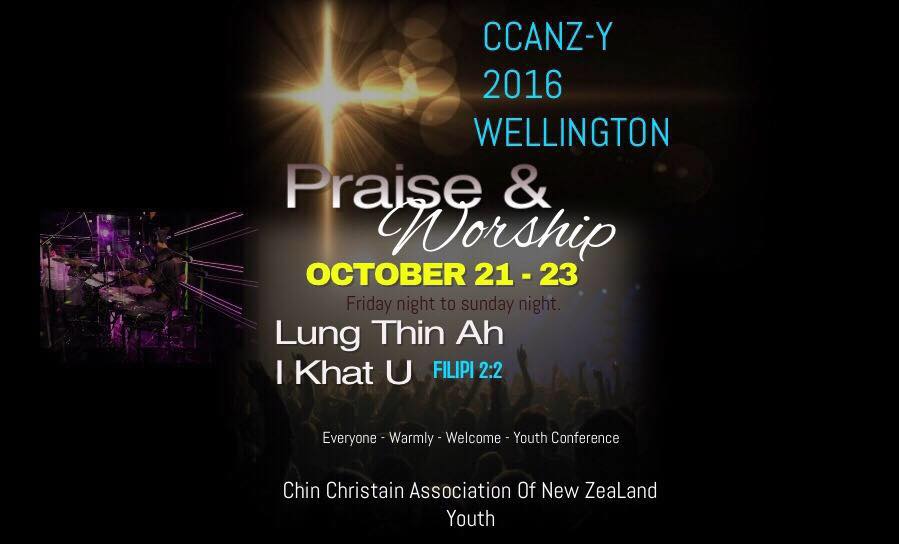 CCANZ-Y
2016
WELLINGTON
Praise &
Worship
OCTOBER 21 - 23
Friday night to sunday night.
Lung Thin Ah
I Khat U FILIPI 2:2
Everyone - Warmly - Welcome - Youth Conference
Chin Christain Association Of New ZeaLand
Youth